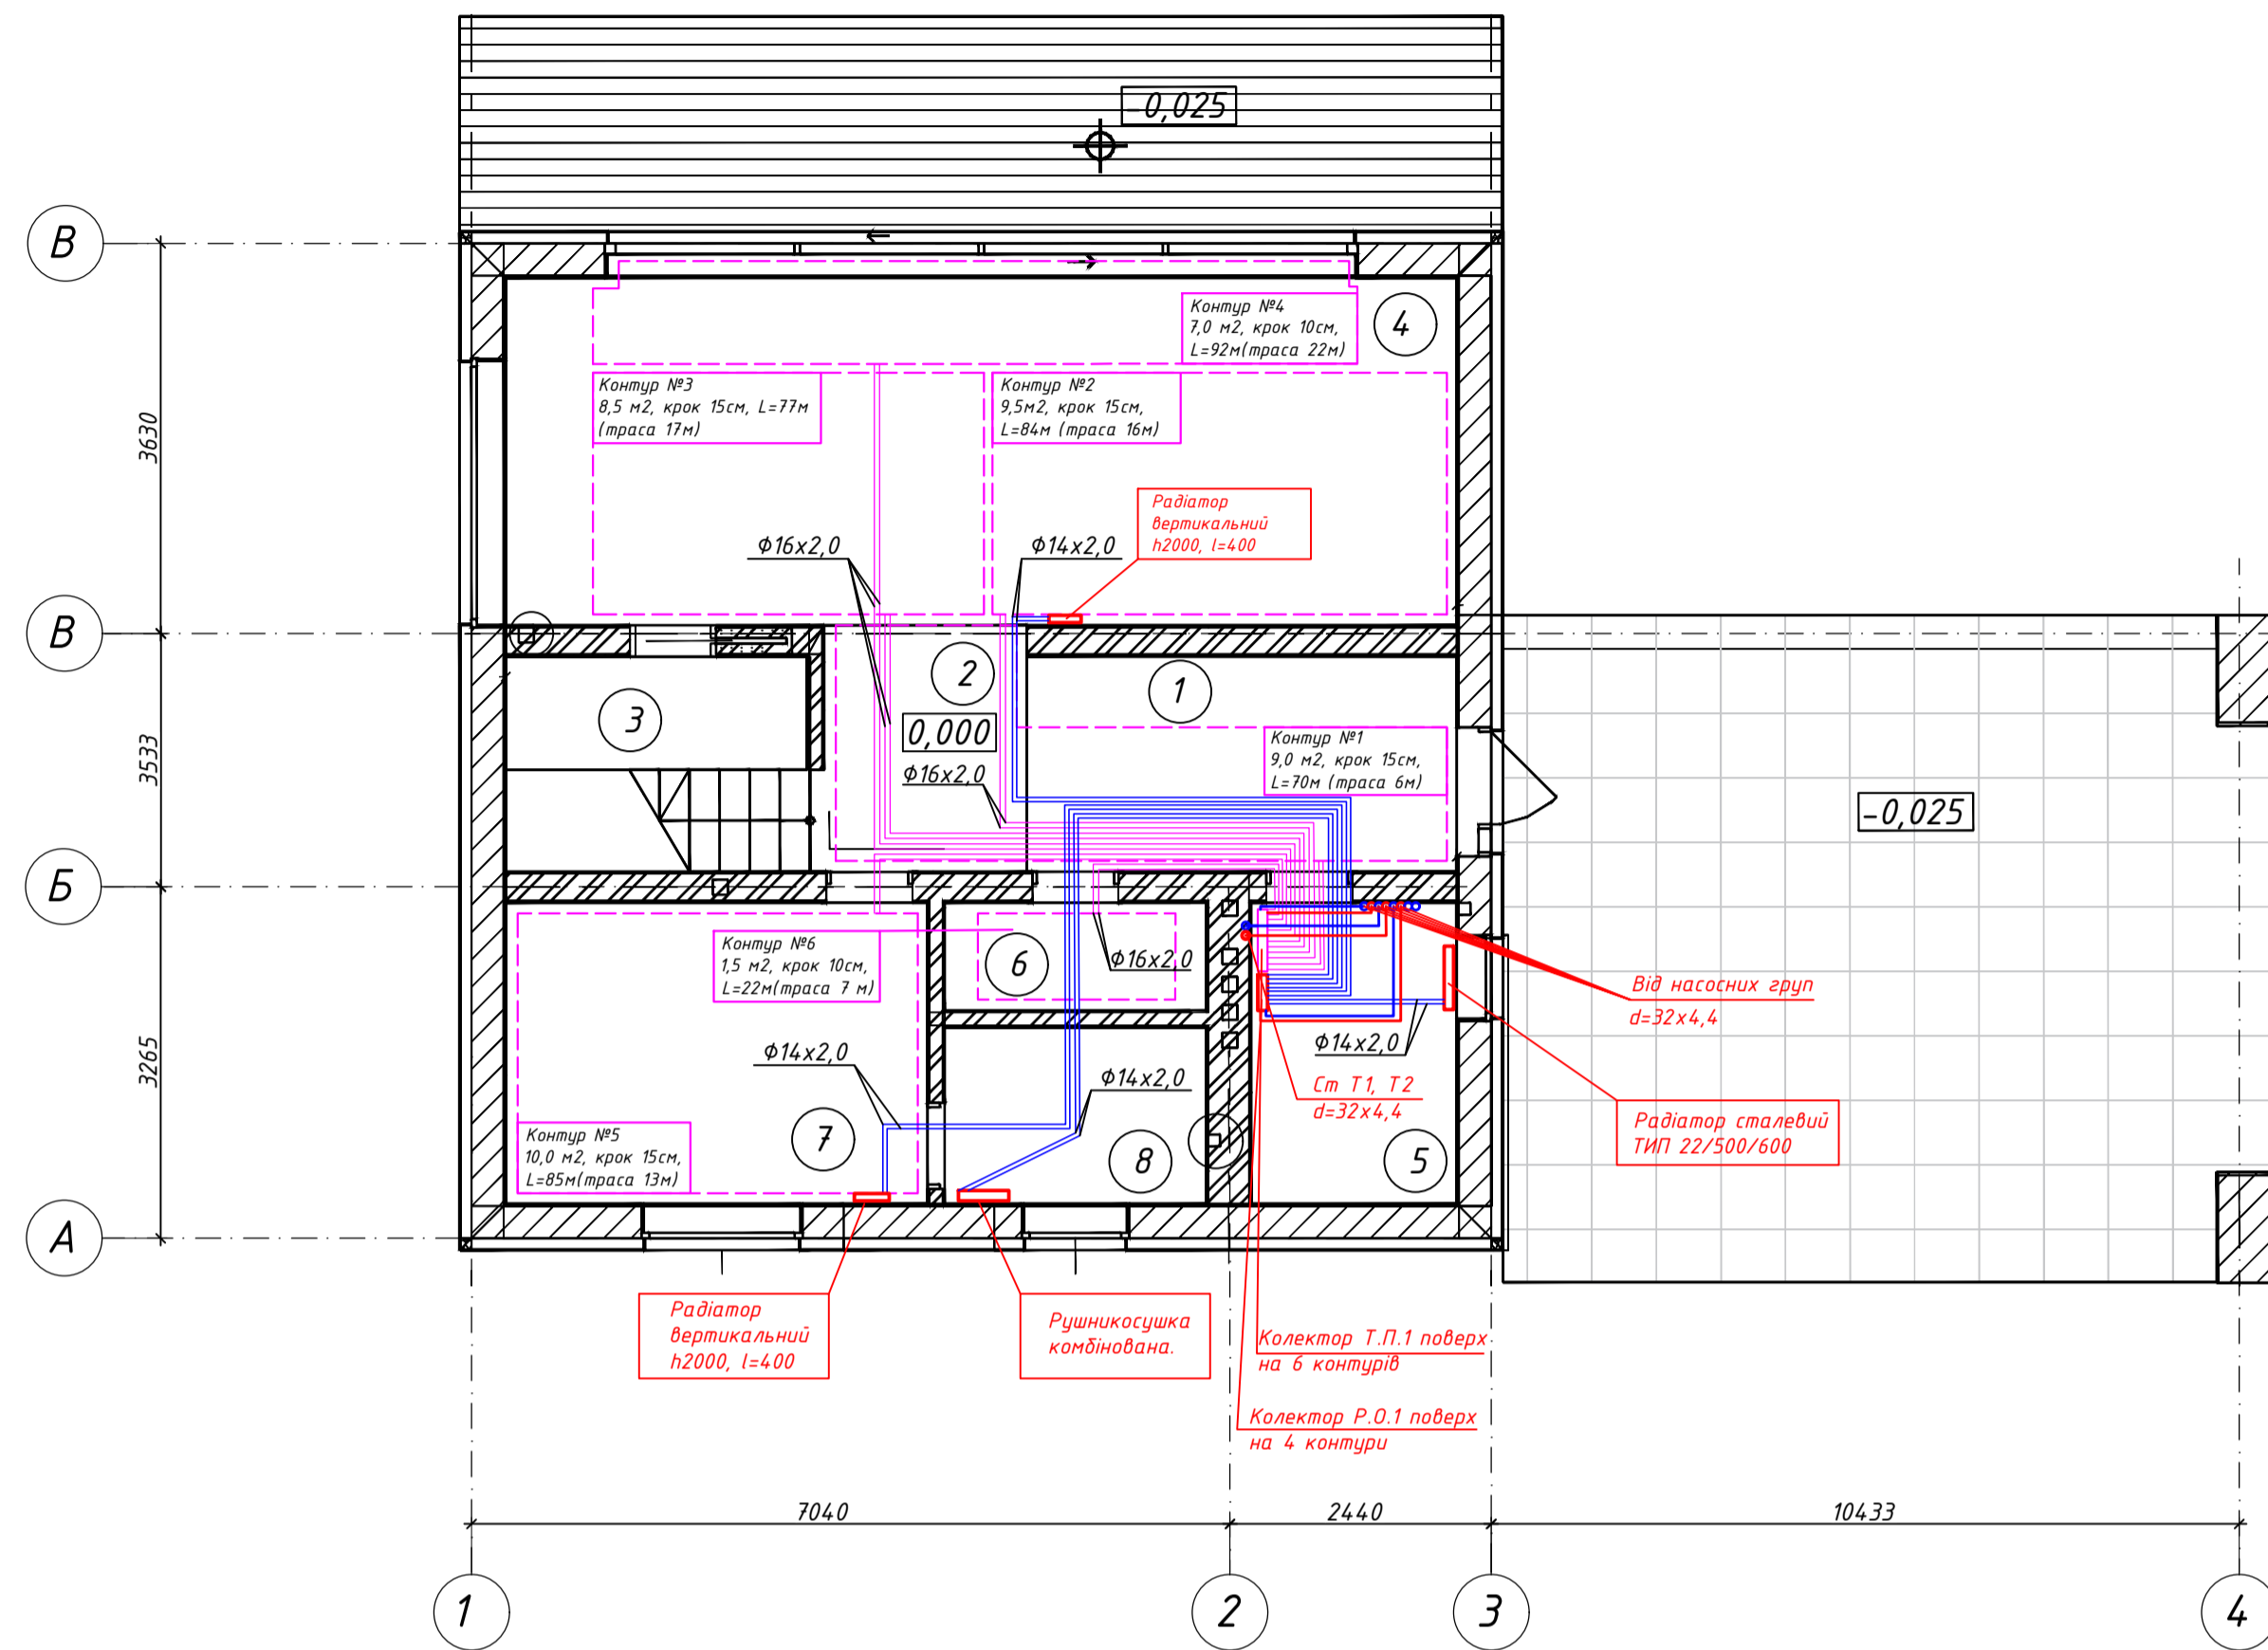 -0,025
В
Контур №4
7,0 м2, крок 10см,
L=92м(траса 22м)
4
Контур №3
8,5 м2, крок 15см, L=77м
(траса 17м)
Контур №2
9,5м2, крок 15см,
L=84м (траса 16м)
3630
Радіатор
вертикальний
h2000, l=400
Ф16х2,0
Ф14х2,0
В
2
1
3
0,000
Контур №1
9,0 м2, крок 15см,
L=70м (траса 6м)
3533
Ф16х2,0
-0,025
Б
Контур №6
1,5 м2, крок 10см,
L=22м(траса 7 м)
6
Ф16х2,0
Від насосних груп
d=32х4,4
3265
Ф14х2,0
Ф14х2,0
Ф14х2,0
Ст Т1, Т2
d=32х4,4
Радіатор сталевий
ТИП 22/500/600
Контур №5
10,0 м2, крок 15см,
L=85м(траса 13м)
7
8
5
А
Радіатор
вертикальний
h2000, l=400
Рушникосушка
комбінована.
Колектор Т.П.1 поверх
на 6 контурів
Колектор Р.О.1 поверх
на 4 контури
7040
2440
10433
1
2
3
4